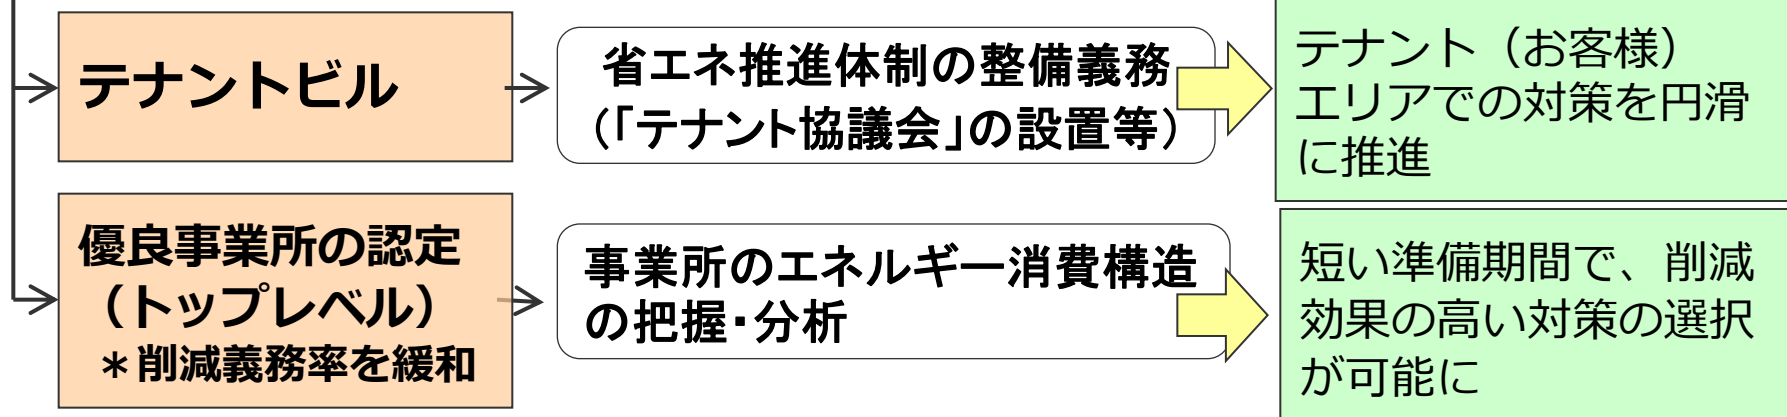 テナントビル
省エネ推進体制の整備義務
(｢テナント協議会｣の設置等)
テナント（お客様）
エリアでの対策を円滑
に推進
優良事業所の認定
（トップレベル）
＊削減義務率を緩和
事業所のエネルギー消費構造
の把握･分析
短い準備期間で、削減
効果の高い対策の選択
が可能に